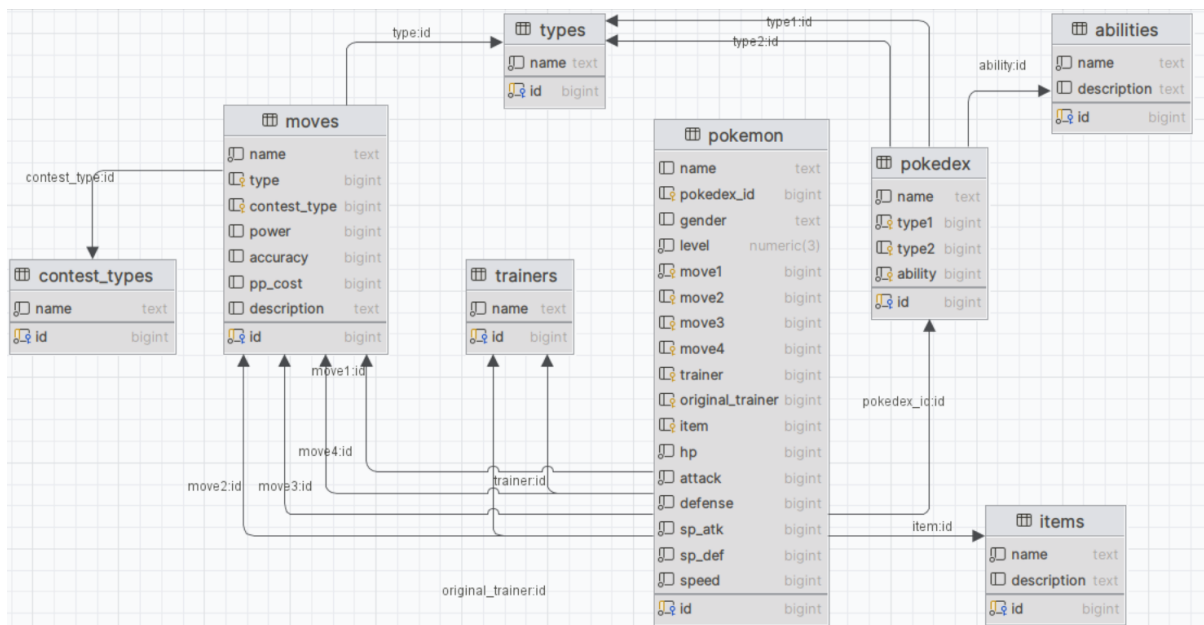 type:id
types
name text
id bigint
type1:id
type2:id
abilities
name text
description text
id bigint
ability:id
moves
name text
type bigint
contest_type bigint
power bigint
accuracy bigint
pp_cost bigint
description text
id bigint
contest_type:id
contest_types
name text
id bigint
trainers
name text
id bigint
pokemon
name text
pokedex_id bigint
gender text
level numeric(3)
move1 bigint
move2 bigint
move3 bigint
move4 bigint
trainer bigint
original_trainer bigint
item bigint
hp bigint
attack bigint
defense bigint
sp_atk bigint
sp_def bigint
speed bigint
id bigint
pokedex
name text
type1 bigint
type2 bigint
ability bigint
id bigint
move1:id
move4:id
move2:id
move3:id
trainer:id
original_trainer:id
pokedex_id:id
item:id
items
name text
description text
id bigint